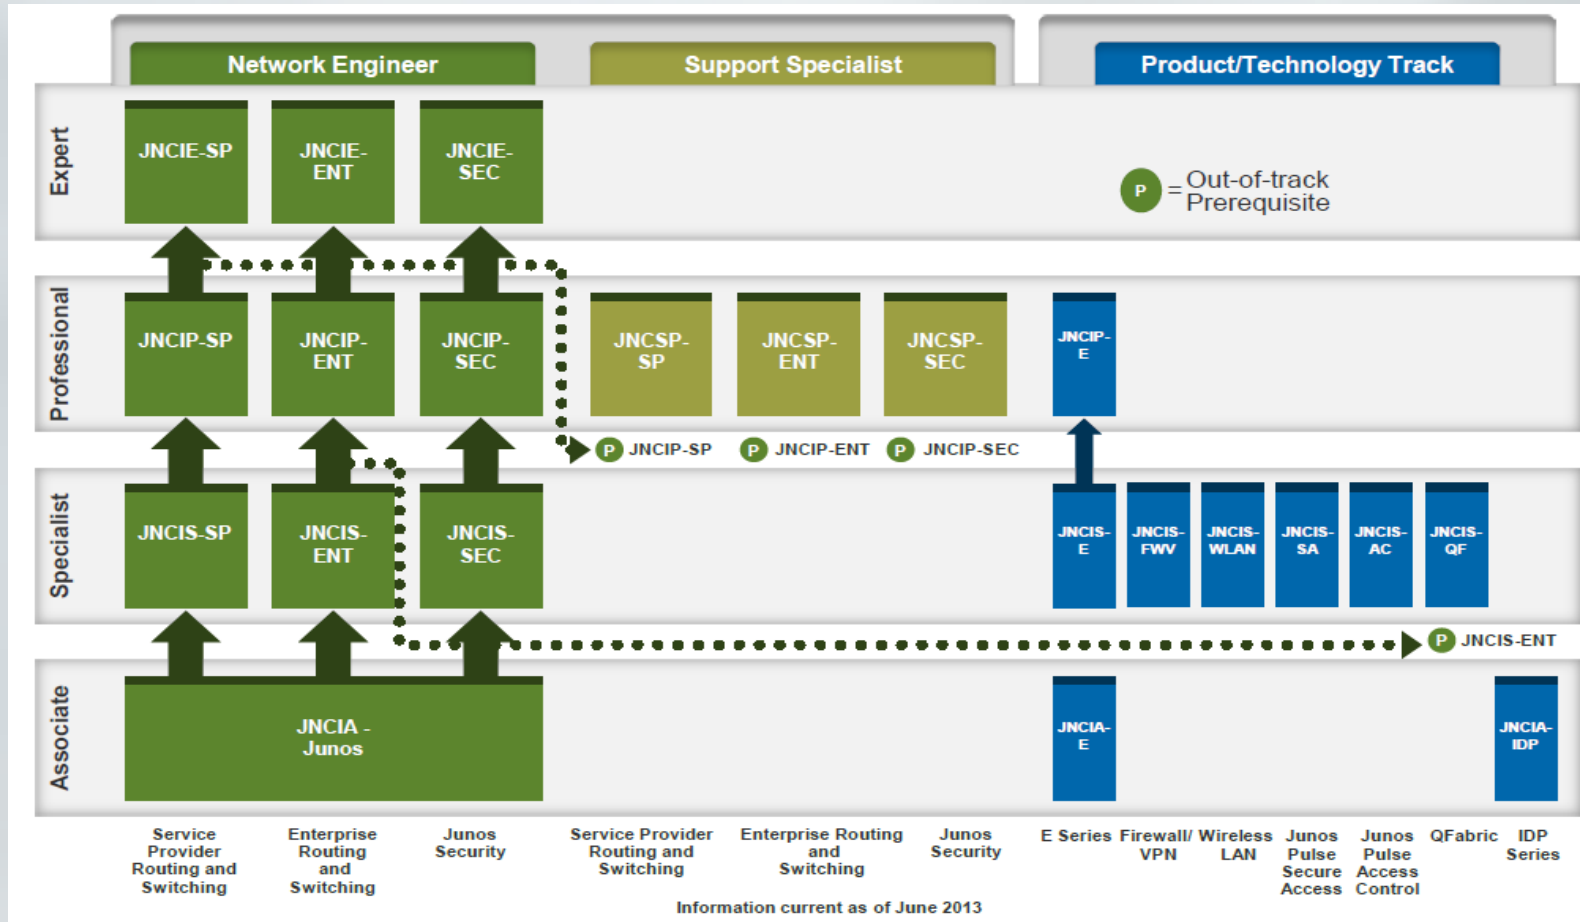 Network Engineer
Support Specialist
Product/Technology Track
Expert
JNCIE-SP
JNCIE-
ENT
JNCIE-
SEC
P
= Out-of-track
Prerequisite
Professional
JNCIP-SP
JNCIP-
ENT
JNCIP-
SEC
JNCSP-
SP
JNCSP-
ENT
JNCSP-
SEC
JNCIP-
E
P JNCIP-SP
P JNCIP-ENT
P JNCIP-SEC
Specialist
JNCIS-SP
JNCIS-
ENT
JNCIS-
SEC
JNCIS-
E
JNCIS-
FWV
JNCIS-
WLAN
JNCIS-
SA
JNCIS-
AC
JNCIS-
QF
P JNCIS-ENT
Associate
JNCIA -
Junos
JNCIA-
E
JNCIA-
IDP
Service
Provider
Routing and
Switching
Enterprise
Routing
and
Switching
Junos
Security
Service Provider
Routing and
Switching
Enterprise Routing
and
Switching
Junos
Security
E Series
Firewall/
VPN
Wireless
LAN
Junos
Pulse
Secure
Access
Junos
Pulse
Access
Control
QFabric
IDP
Series
Information current as of June 2013